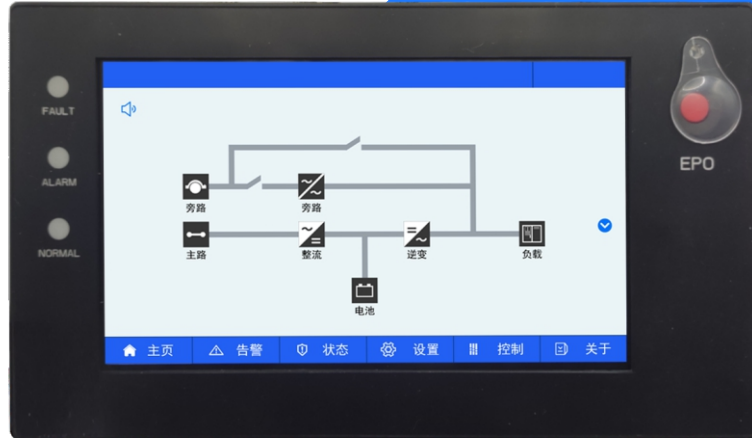 FAULT
ALARM
NORMAL
EPO
旁路
旁路
主路
整流
逆变
负载
电池
主页 告警 状态 设置 控制 关于